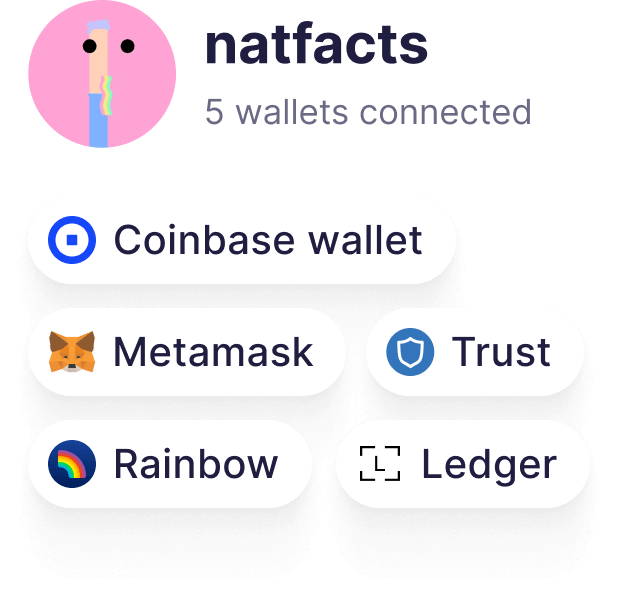 natfacts
5 wallets connected
Coinbase wallet
Metamask
Trust
Rainbow
Ledger